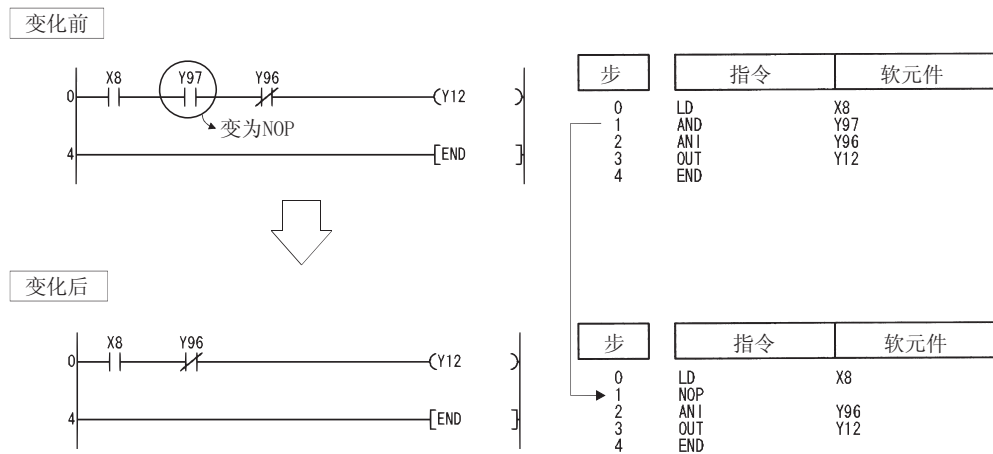 变化前
X8 Y97 Y96
0 Y12
变为NOP
4 END
步 指令 软元件
0 LD X8
1 AND Y97
2 ANI Y96
3 OUT Y12
4 END
变化后
X8 Y96
0 Y12
4 END
步 指令 软元件
0 LD X8
1 NOP
2 ANI Y96
3 OUT Y12
4 END